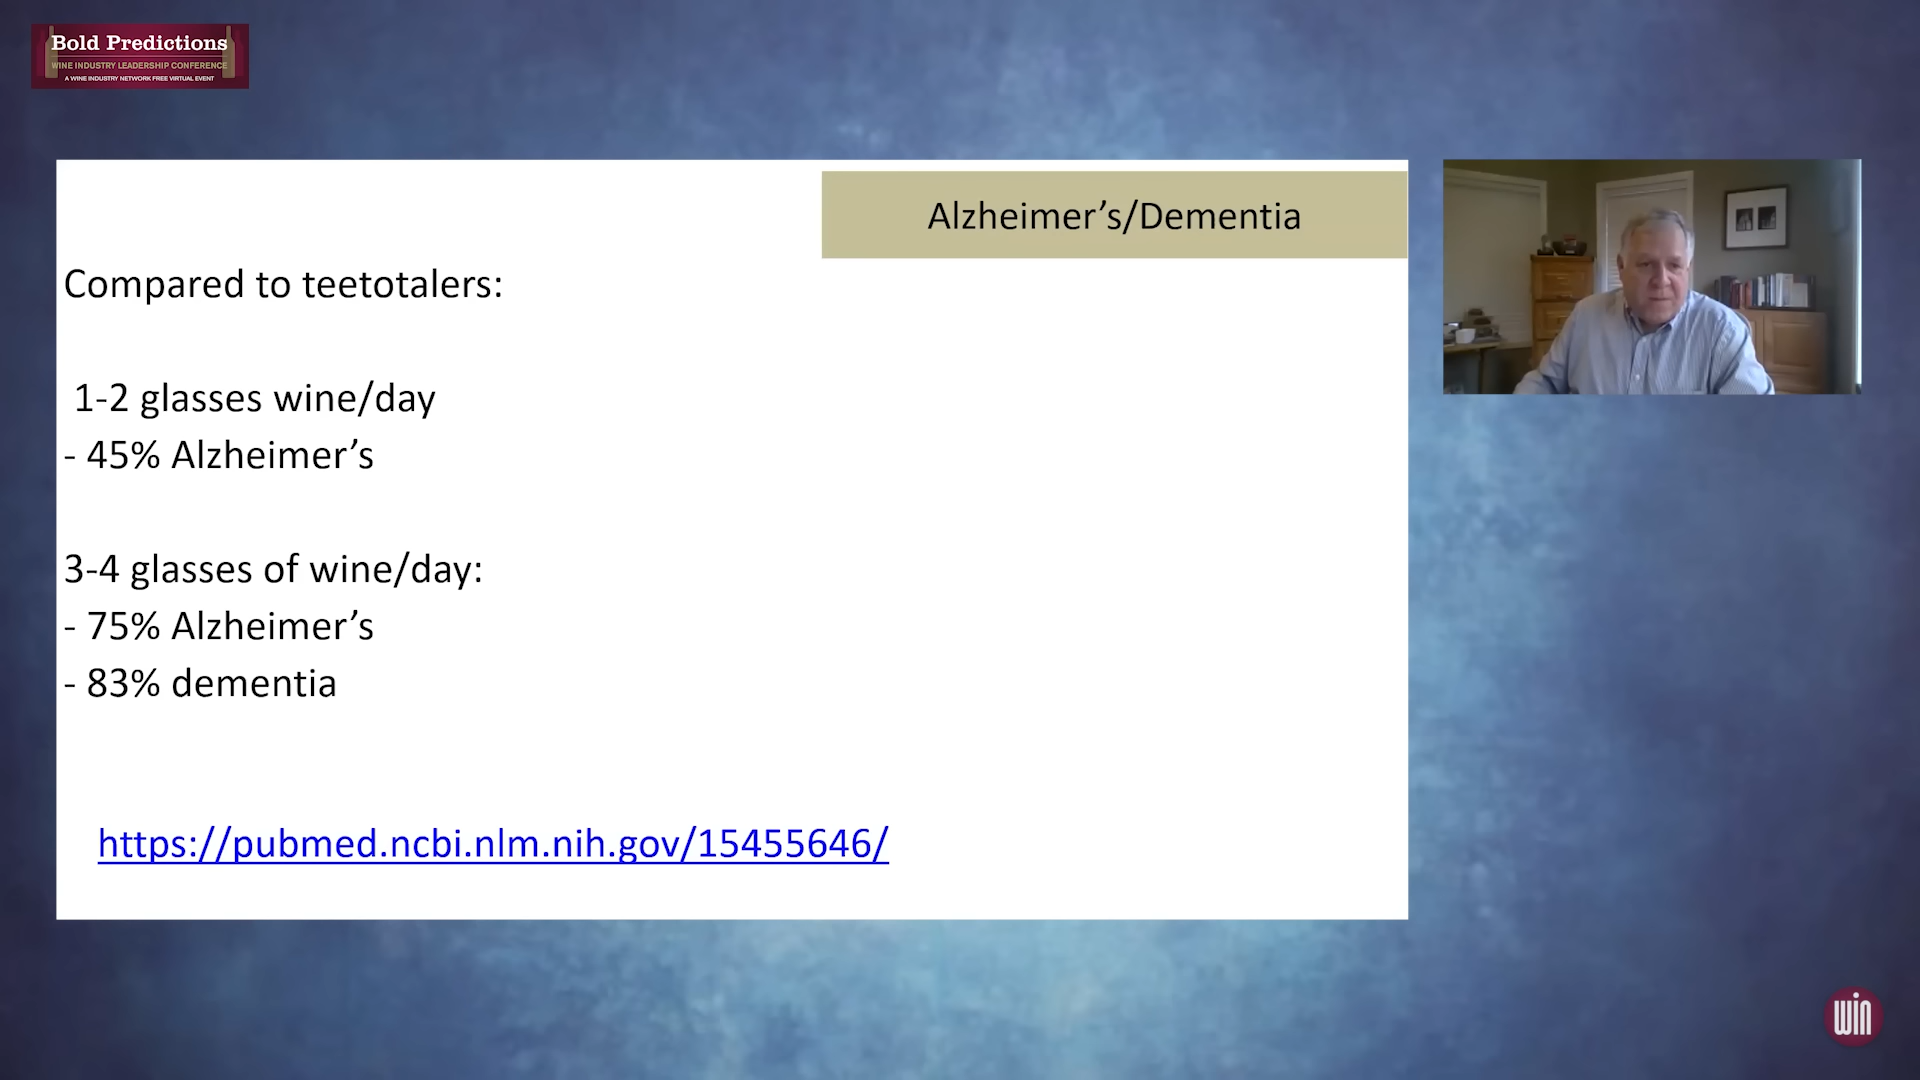 Bold Predictions
WINE INDUSTRY LEADERSHIP CONFERENCE
A WINE INDUSTRY NETWORK FREE VIRTUAL EVENT
Alzheimer’s/Dementia
Compared to teetotalers:
1-2 glasses wine/day
- 45% Alzheimer’s
3-4 glasses of wine/day:
- 75% Alzheimer’s
- 83% dementia
https://pubmed.ncbi.nlm.nih.gov/15455646/
win